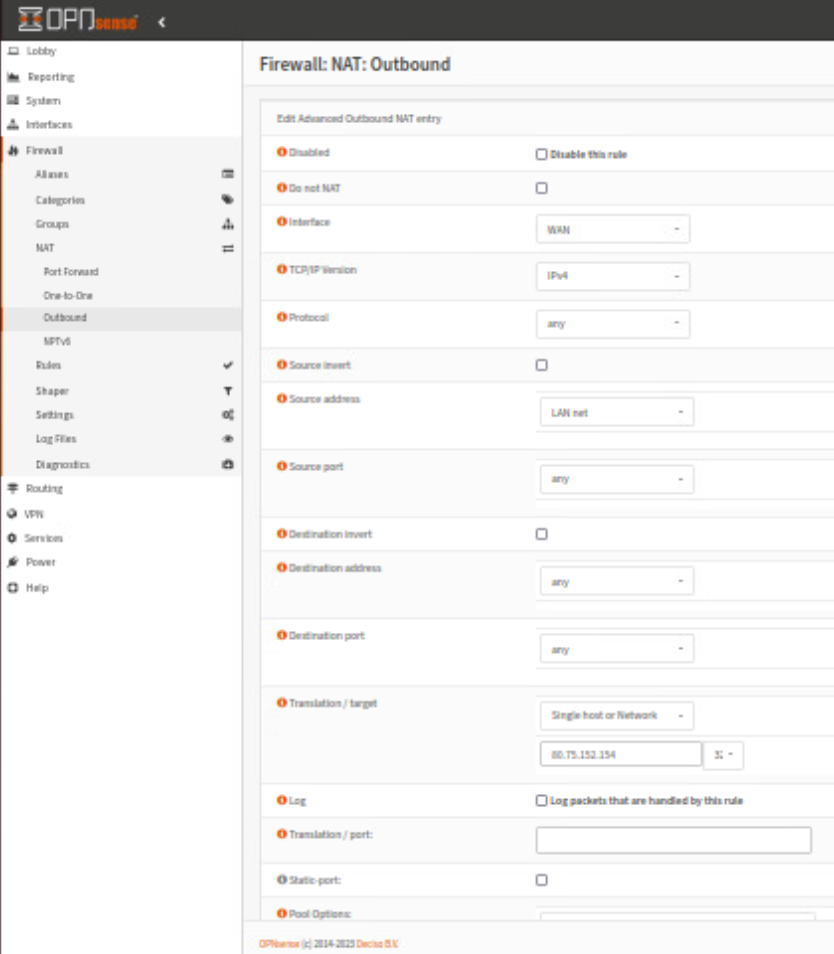 OPNsense
Lobby
Reporting
System
Interfaces
Firewall
Aliases
Categories
Groups
NAT
Port Forward
One-to-One
Outbound
NPTv6
Rules
Shaper
Settings
Log Files
Diagnostics
Routing
VPN
Services
Power
Help
Firewall: NAT: Outbound
Edit Advanced Outbound NAT entry
Disabled
Disable this rule
Do not NAT
Interface
WAN
TCP/IP Version
IPv4
Protocol
any
Source invert
Source address
LAN net
Source port
any
Destination invert
Destination address
any
Destination port
any
Translation / target
Single host or Network
80.75.152.154
Log
Log packets that are handled by this rule
Translation / port:
Static-port:
Pool Options:
OPNsense (c) 2014-2023 Deciso B.V.